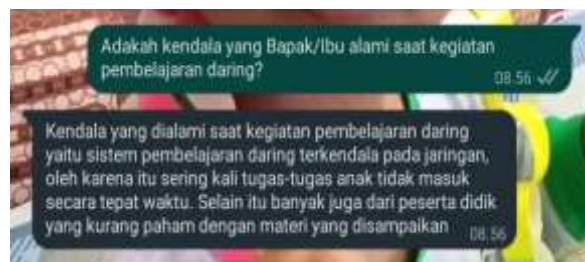 Adakah kendala yang Bapak/Ibu alami saat kegiatan
pembelajaran daring?
08.56
Kendala yang dialami saat kegiatan pembelajaran daring
yaitu sistem pembelajaran daring terkendala pada jaringan,
oleh karena itu sering kali tugas-tugas anak tidak masuk
secara tepat waktu. Selain itu banyak juga dari peserta didik
yang kurang paham dengan materi yang disampaikan
08.56